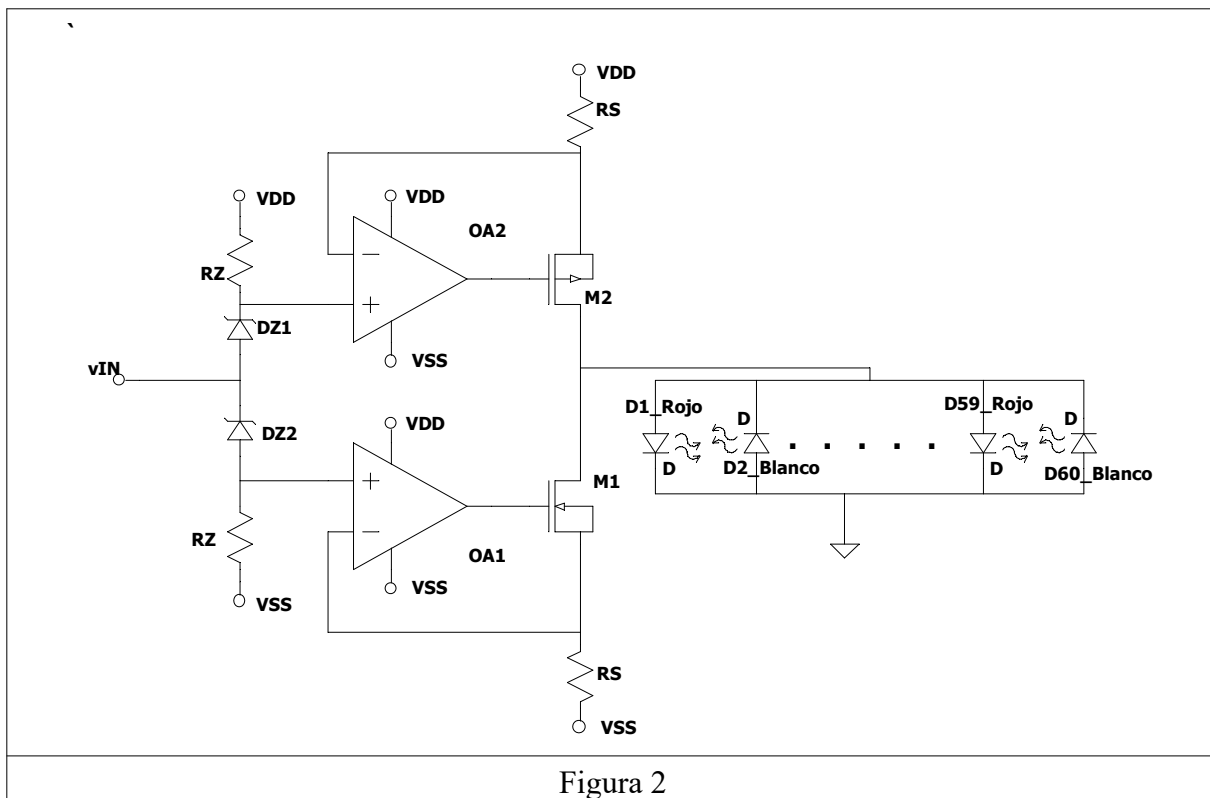 `
VDD
RS
VDD
VDD
OA2
RZ
−
+
M2
DZ1
VSS
vIN
DZ2
VDD
D1_Rojo
D
D59_Rojo
D
. . . . .
D
D2_Blanco
D
D60_Blanco
+
M1
RZ
−
OA1
VSS
VSS
RS
VSS
Figura 2